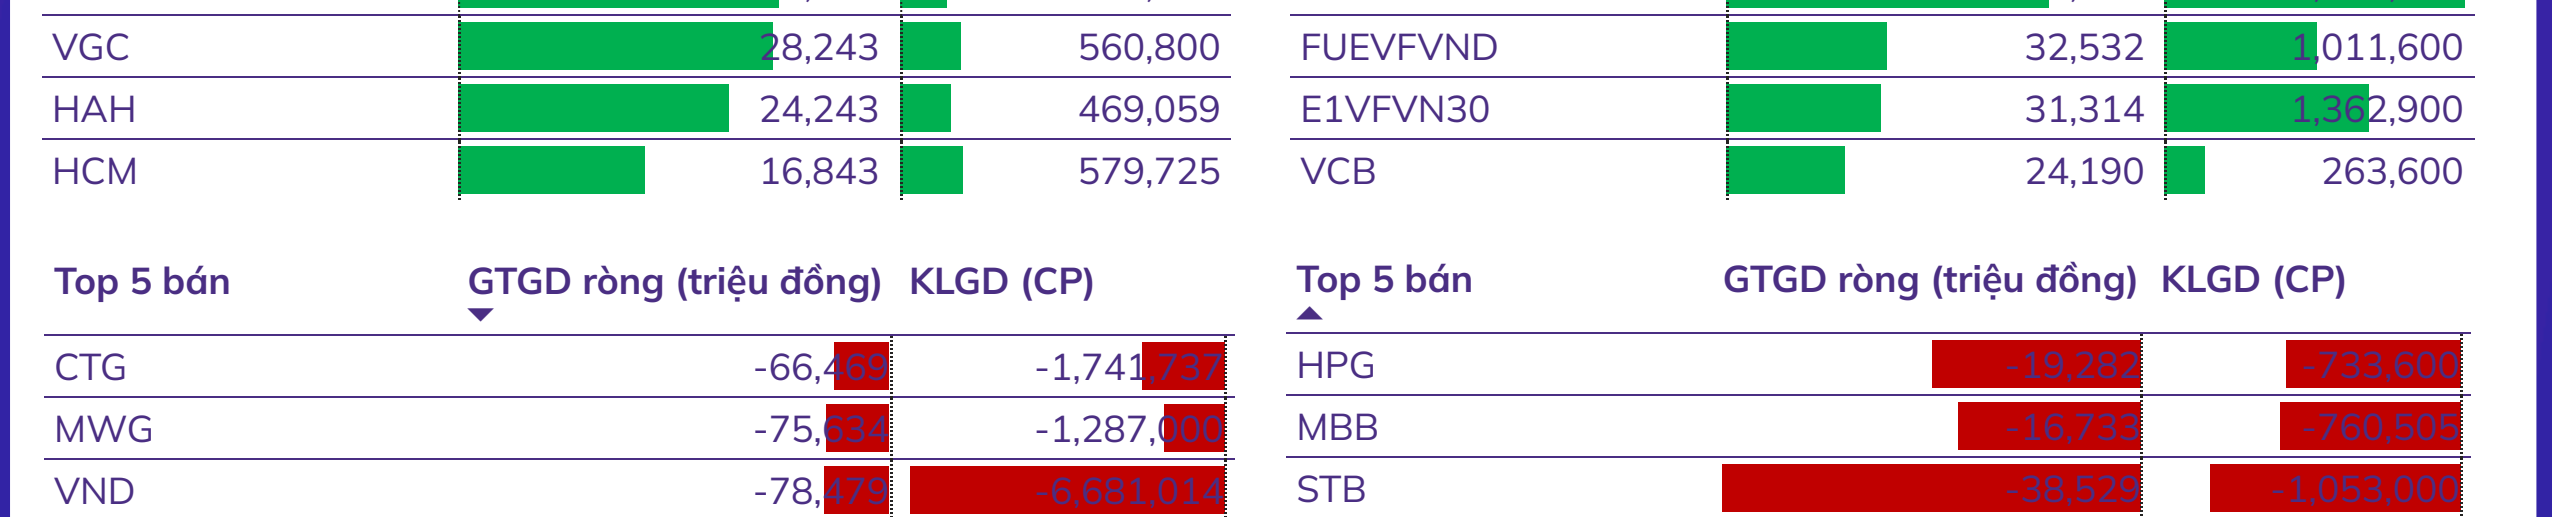 VGC 28,243 560,800
HAH 24,243 469,059
HCM 16,843 579,725
FUEVFVND 32,532 1,011,600
E1VFVN30 31,314 1,362,900
VCB 24,190 263,600
Top 5 bán GTGD ròng (triệu đồng) KLGD (CP)
CTG -66,469 -1,741,737
MWG -75,634 -1,287,000
VND -78,479 -6,681,014
Top 5 bán GTGD ròng (triệu đồng) KLGD (CP)
HPG -19,282 -733,600
MBB -16,733 -760,505
STB -38,529 -1,053,000